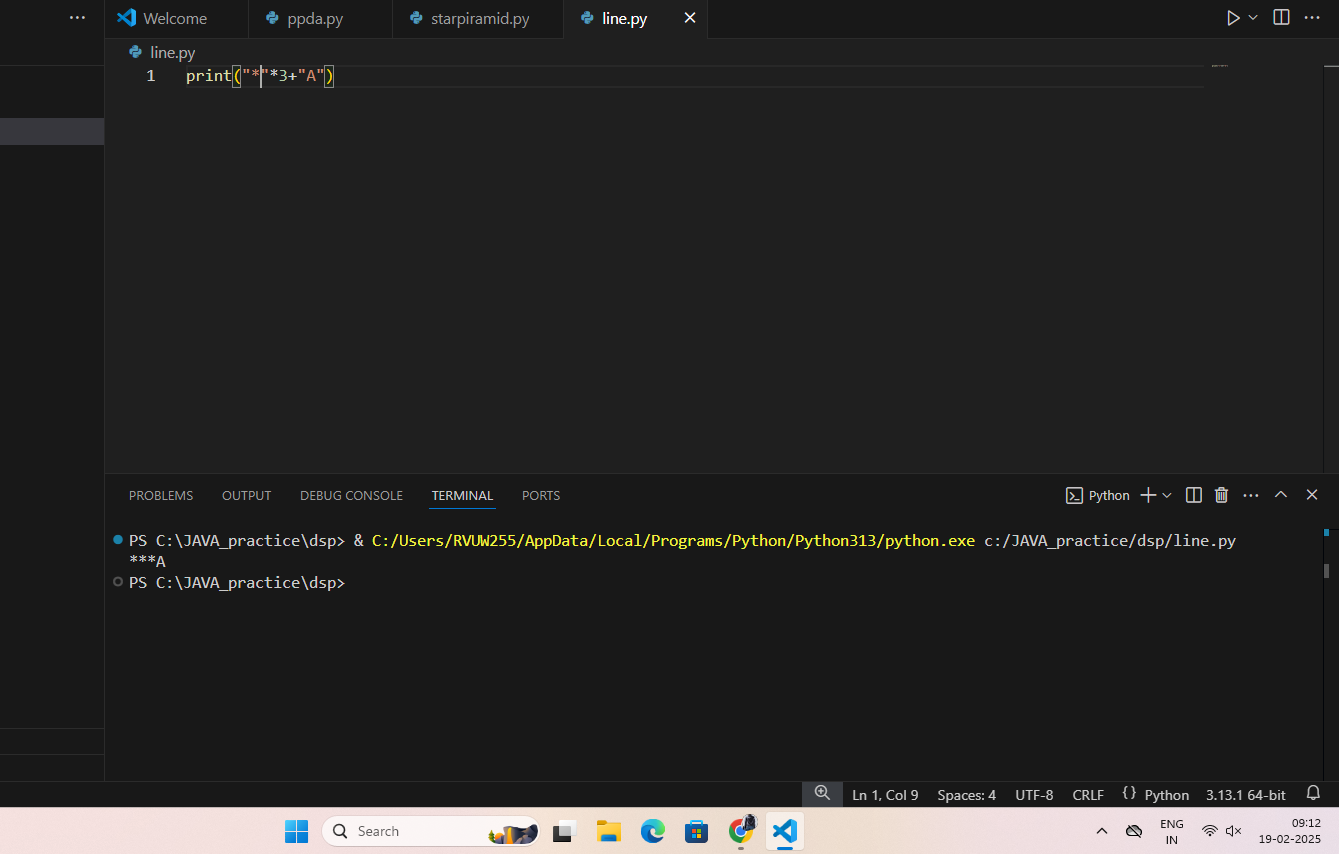 Welcome
ppda.py
starpiramid.py
line.py
line.py
1 print("*"*3+"A")
PROBLEMS OUTPUT DEBUG CONSOLE TERMINAL PORTS
Python
PS C:\JAVA_practice\dsp> & C:/Users/RVUW255/AppData/Local/Programs/Python/Python313/python.exe c:/JAVA_practice/dsp/line.py
***A
PS C:\JAVA_practice\dsp>
Ln 1, Col 9 Spaces: 4 UTF-8 CRLF {} Python 3.13.1 64-bit
Search
ENG
IN
09:12
19-02-2025